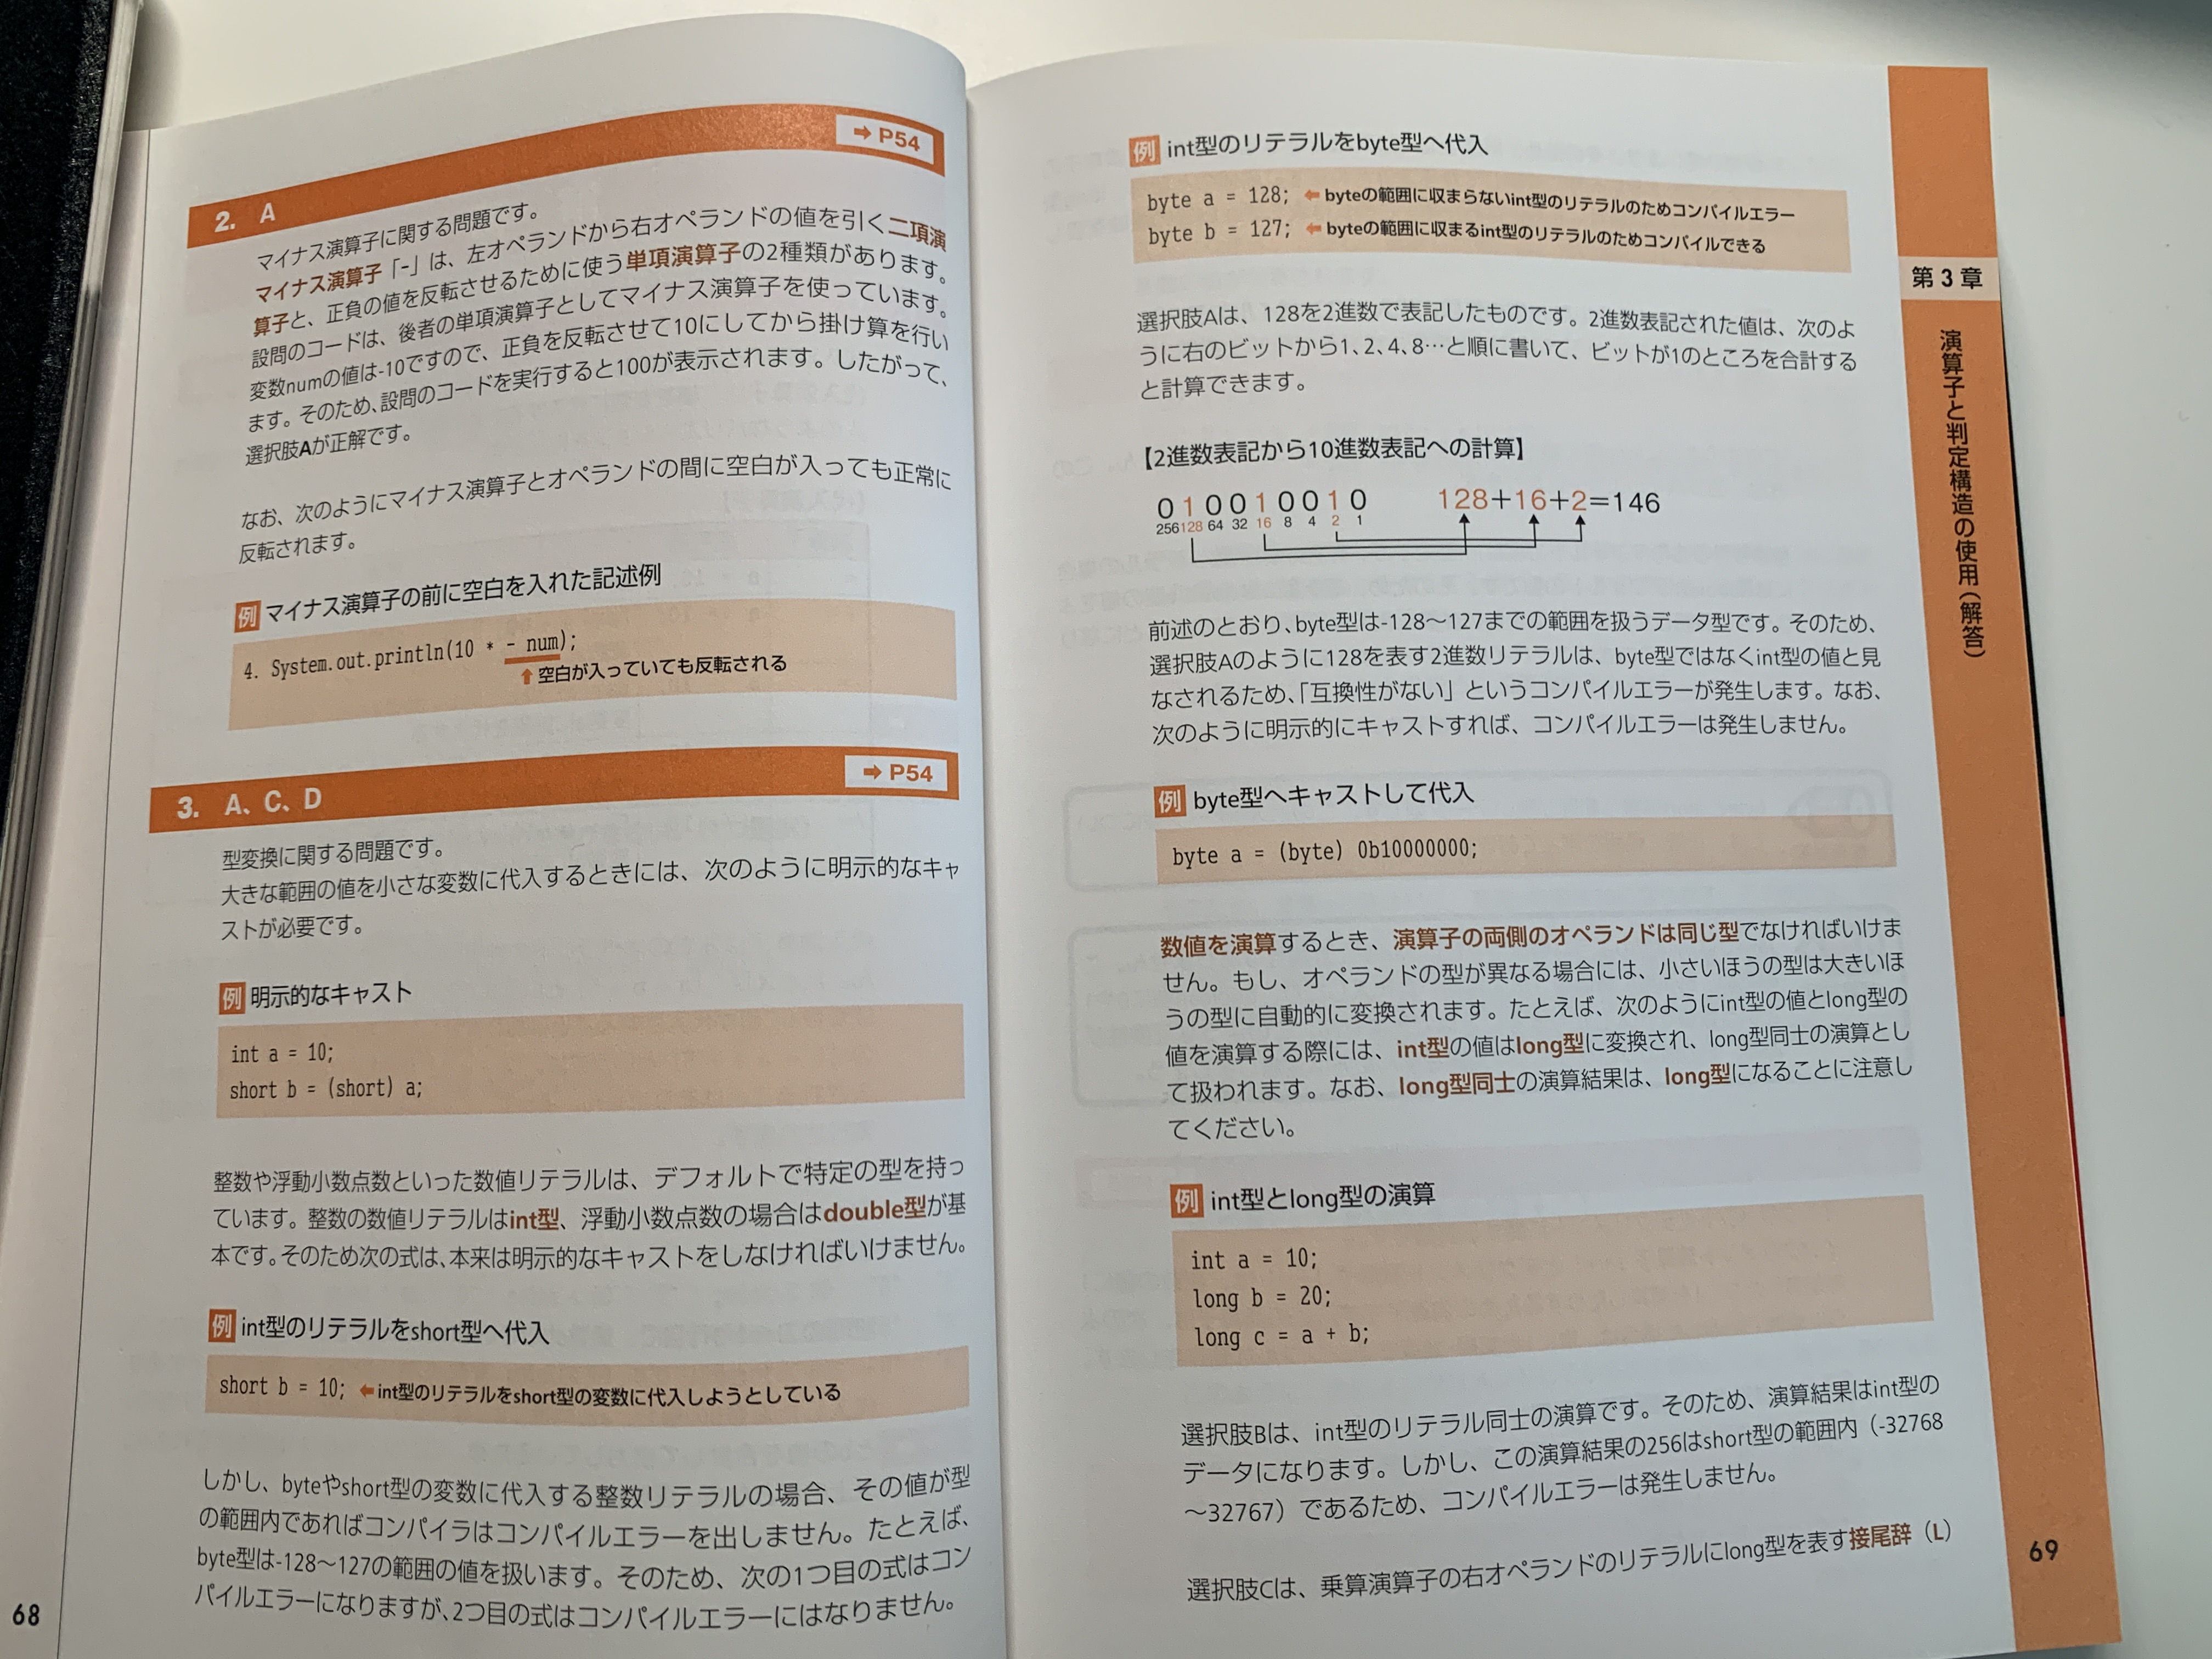 ➡ P54
2. A
マイナス演算子に関する問題です。
マイナス演算子「-」は、左オペランドから右オペランドの値を引く二項演
算子と、正負の値を反転させるために使う単項演算子の2種類があります。
設問のコードは、後者の単項演算子としてマイナス演算子を使っています。
変数numの値は-10ですので、正負を反転させて10にしてから掛け算を行い
ます。そのため、設問のコードを実行すると100が表示されます。したがって、
選択肢Aが正解です。
なお、次のようにマイナス演算子とオペランドの間に空白が入っても正常に
反転されます。
例 マイナス演算子の前に空白を入れた記述例
4. System.out.println(10 * - num);
⬆ 空白が入っていても反転される
➡ P54
3. A、C、D
型変換に関する問題です。
大きな範囲の値を小さな変数に代入するときには、次のように明示的なキャ
ストが必要です。
例 明示的なキャスト
int a = 10;
short b = (short) a;
整数や浮動小数点数といった数値リテラルは、デフォルトで特定の型を持っ
ています。整数の数値リテラルはint型、浮動小数点数の場合はdouble型が基
本です。そのため次の式は、本来は明示的なキャストをしなければいけません。
例 int型のリテラルをshort型へ代入
short b = 10; ⬅ int型のリテラルをshort型の変数に代入しようとしている
しかし、byteやshort型の変数に代入する整数リテラルの場合、その値が型
の範囲内であればコンパイラはコンパイルエラーを出しません。たとえば、
byte型は-128～127の範囲の値を扱います。そのため、次の1つ目の式はコン
パイルエラーになりますが、2つ目の式はコンパイルエラーにはなりません。
68
例 int型のリテラルをbyte型へ代入
byte a = 128; ⬅ byteの範囲に収まらないint型のリテラルのためコンパイルエラー
byte b = 127; ⬅ byteの範囲に収まるint型のリテラルのためコンパイルできる
選択肢Aは、128を2進数で表記したものです。2進数表記された値は、次のよ
うに右のビットから1、2、4、8…と順に書いて、ビットが1のところを合計する
と計算できます。
【2進数表記から10進数表記への計算】
0 1 0 0 1 0 0 1 0 128+16+2=146
256 128 64 32 16 8 4 2 1
前述のとおり、byte型は-128～127までの範囲を扱うデータ型です。そのため、
選択肢Aのように128を表す2進数リテラルは、byte型ではなくint型の値と見
なされるため、「互換性がない」というコンパイルエラーが発生します。なお、
次のように明示的にキャストすれば、コンパイルエラーは発生しません。
例 byte型へキャストして代入
byte a = (byte) 0b10000000;
数値を演算するとき、演算子の両側のオペランドは同じ型でなければいけま
せん。もし、オペランドの型が異なる場合には、小さいほうの型は大きいほ
うの型に自動的に変換されます。たとえば、次のようにint型の値とlong型の
値を演算する際には、int型の値はlong型に変換され、long型同士の演算とし
て扱われます。なお、long型同士の演算結果は、long型になることに注意し
てください。
例 int型とlong型の演算
int a = 10;
long b = 20;
long c = a + b;
選択肢Bは、int型のリテラル同士の演算です。そのため、演算結果はint型の
データになります。しかし、この演算結果の256はshort型の範囲内（-32768
～32767）であるため、コンパイルエラーは発生しません。
選択肢Cは、乗算演算子の右オペランドのリテラルにlong型を表す接尾辞（L）
第3章
演算子と判定構造の使用（解答）
69